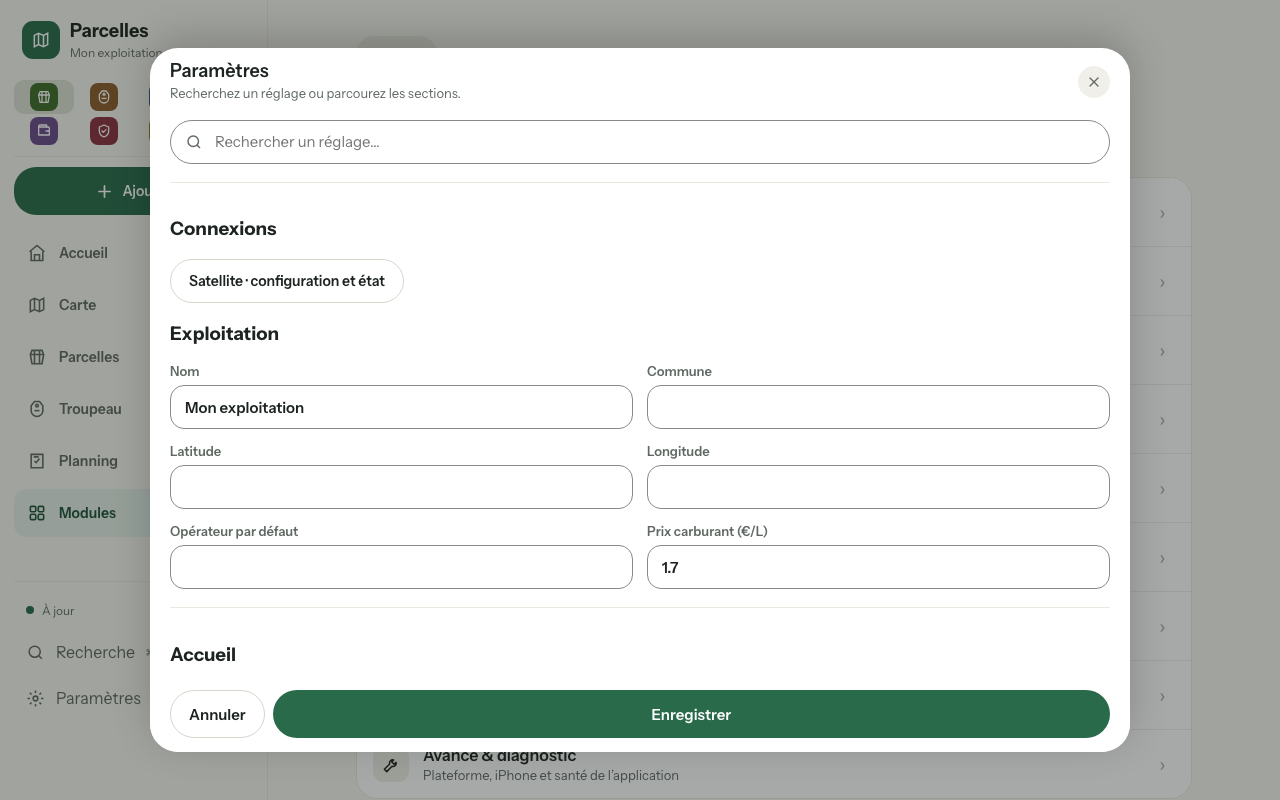 Parcelles
Mon exploitation
Paramètres
Recherchez un réglage ou parcourez les sections.
Rechercher un réglage…
Connexions
Satellite · configuration et état
Exploitation
Nom
Commune
Mon exploitation
Latitude
Longitude
Opérateur par défaut
Prix carburant (€/L)
1.7
Accueil
Annuler
Enregistrer
Accueil
Carte
Parcelles
Troupeau
Planning
Modules
À jour
Recherche
Paramètres
Avancé & diagnostic
Plateforme, iPhone et santé de l’application